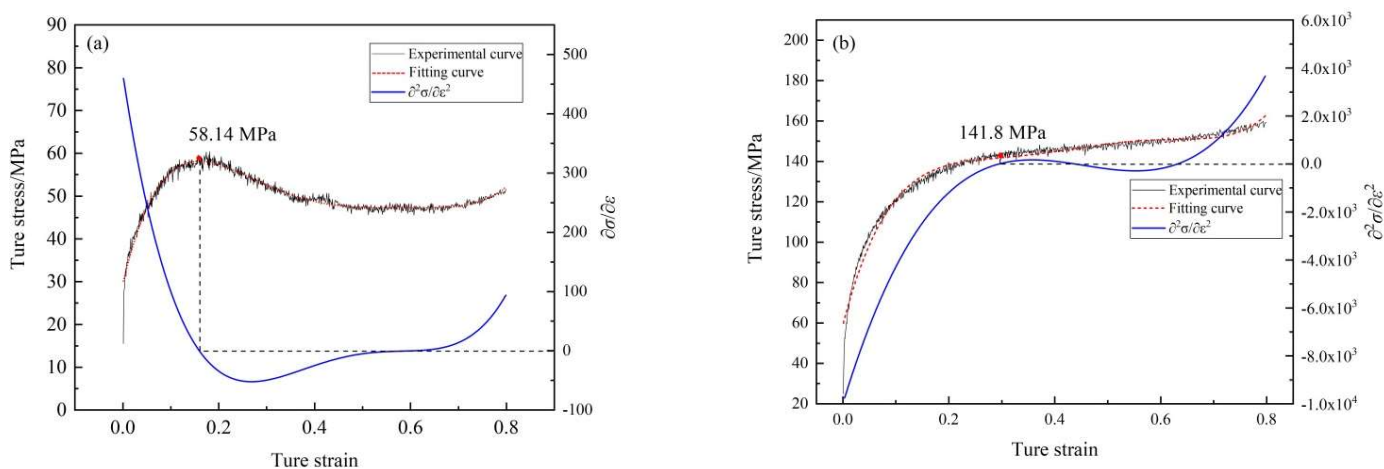 (a)
Experimental curve
Fitting curve
∂²σ/∂ε²
58.14 MPa
90
80
70
60
50
40
30
20
10
0
Ture stress/MPa
500
400
300
200
100
0
-100
∂σ/∂ε
0.0 0.2 0.4 0.6 0.8
Ture strain
(b)
141.8 MPa
Experimental curve
Fitting curve
∂²σ/∂ε²
200
180
160
140
120
100
80
60
40
20
Ture stress/MPa
6.0x10³
4.0x10³
2.0x10³
0.0
-2.0x10³
-4.0x10³
-6.0x10³
-8.0x10³
-1.0x10⁴
∂²σ/∂ε²
0.0 0.2 0.4 0.6 0.8
Ture strain